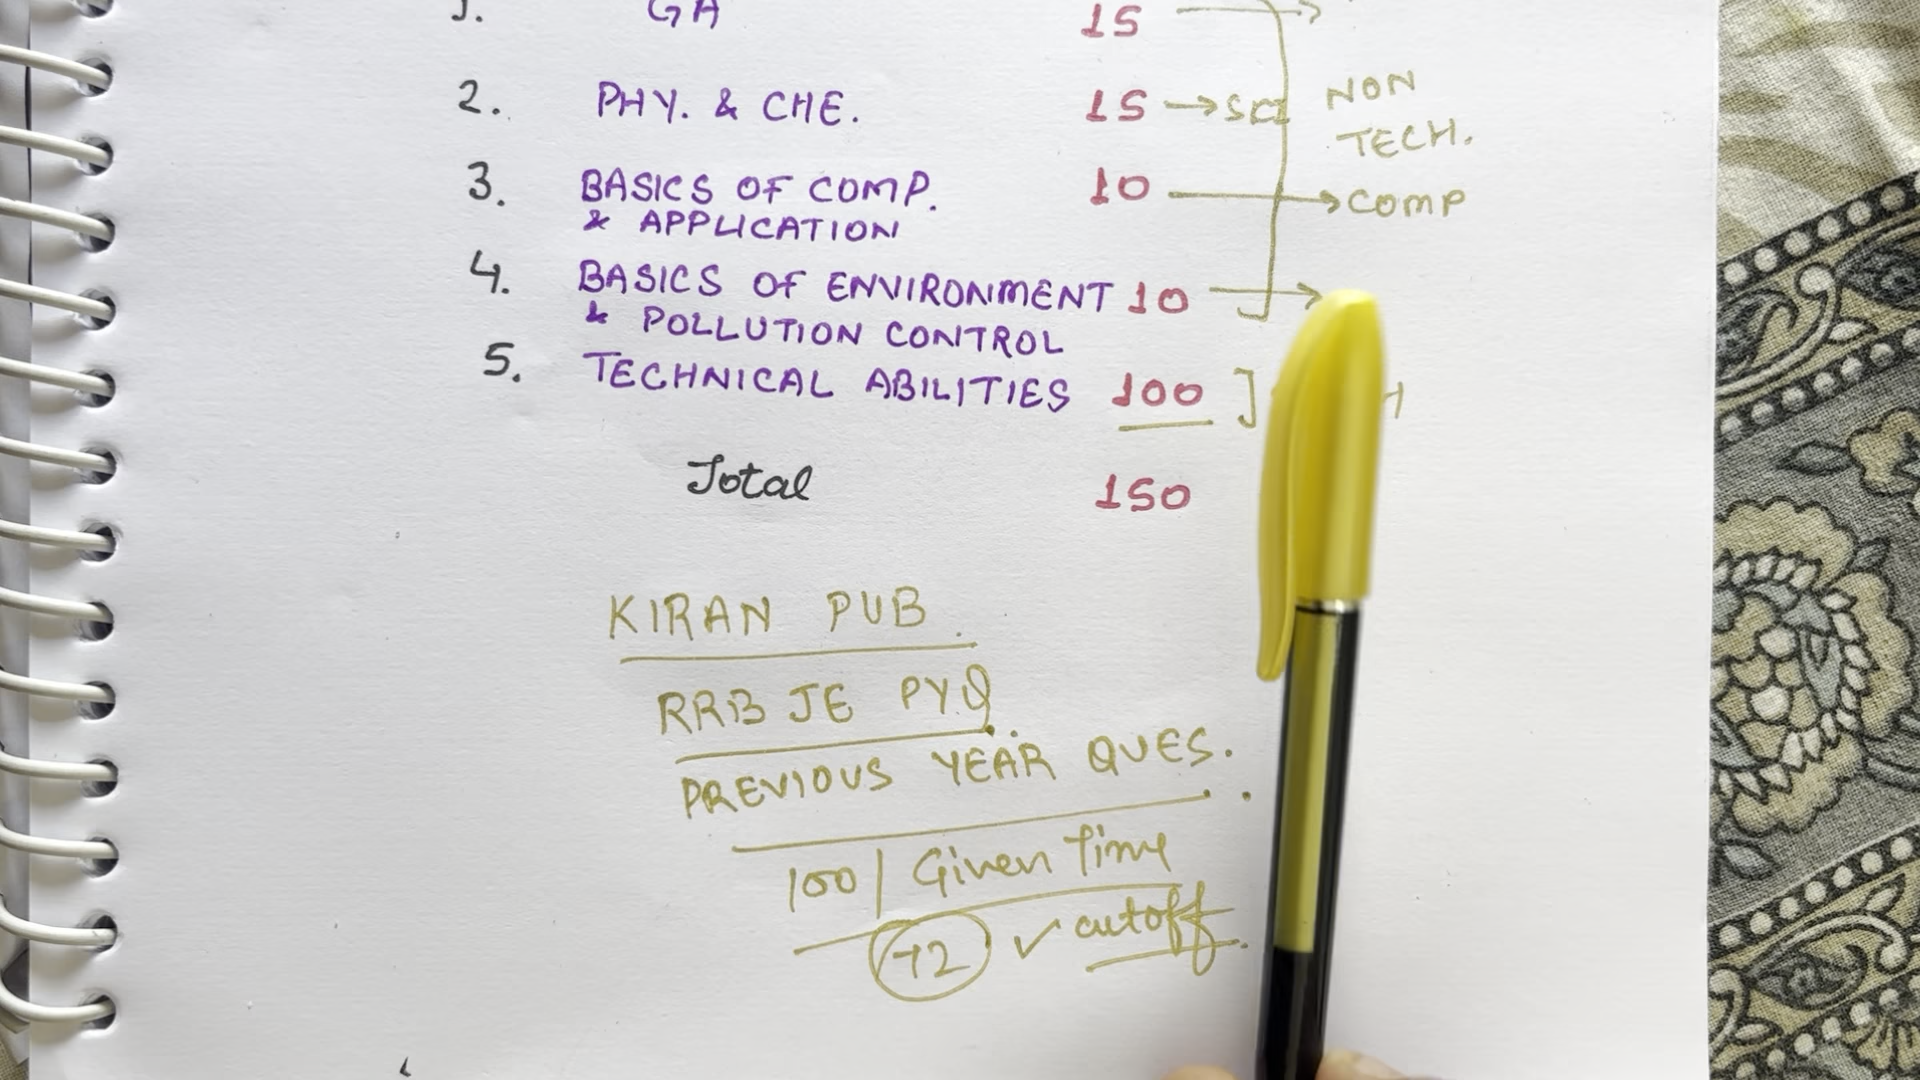 1. GA 15 →
2. PHY. & CHE. 15 → SCI
NON
TECH.
3. BASICS OF COMP. 10 → COMP
& APPLICATION
4. BASICS OF ENVIRONMENT 10 →
& POLLUTION CONTROL
5. TECHNICAL ABILITIES 100 ]
Total 150
KIRAN PUB.
RRB JE PYQ.
PREVIOUS YEAR QUES.
100 | Given Time
72 ✓ cutoff.